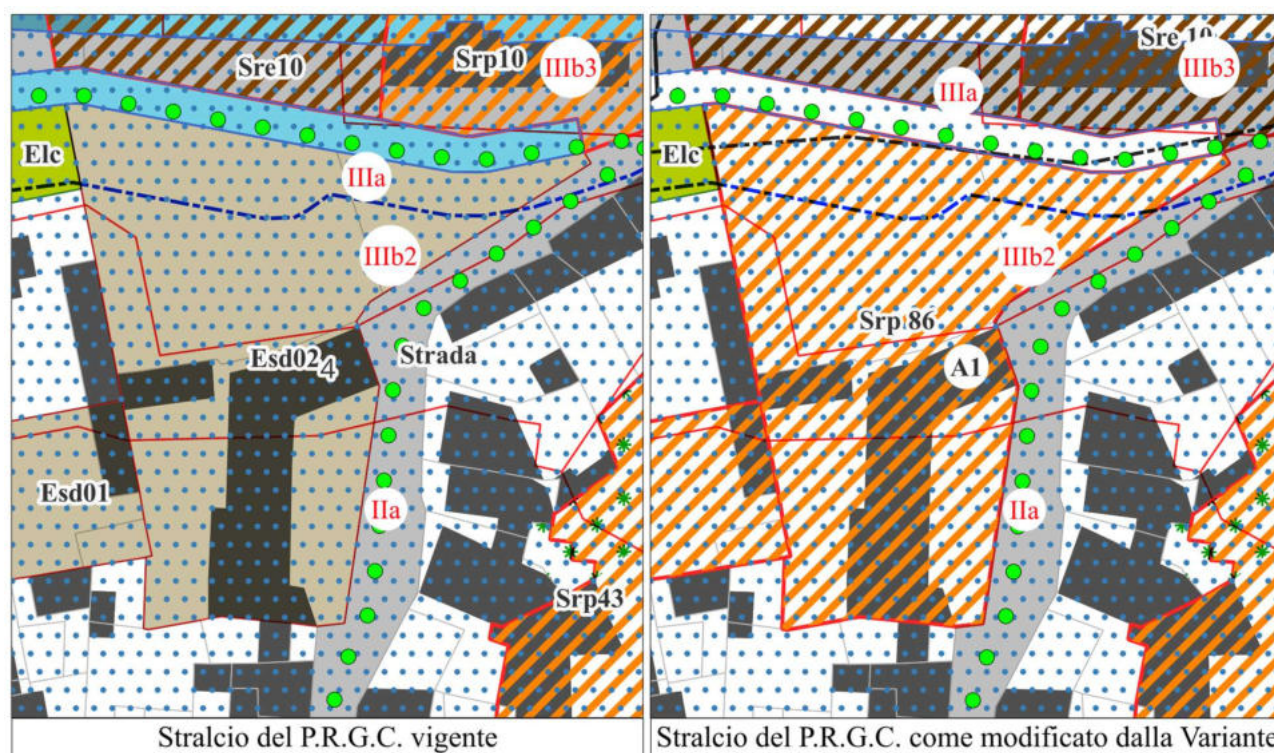 Sre10
Srp10
IIIb3
Elc
IIIa
IIIb2
Esd02
4
Strada
Esd01
IIa
Srp43
Stralcio del P.R.G.C. vigente
Sre 10
IIIb3
IIIa
Elc
IIIb2
Srp 86
A1
IIa
Stralcio del P.R.G.C. come modificato dalla Variante